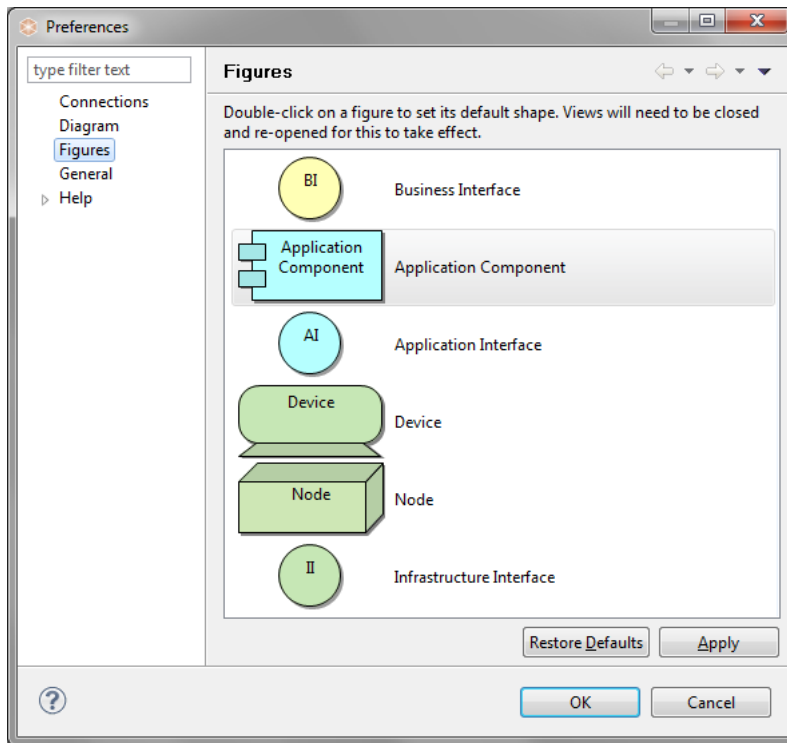 Preferences
type filter text
Connections
Diagram
Figures
General
Help
Figures
Double-click on a figure to set its default shape. Views will need to be closed
and re-opened for this to take effect.
BI
Business Interface
Application
Component
Application Component
AI
Application Interface
Device
Device
Node
Node
II
Infrastructure Interface
Restore Defaults
Apply
?
OK
Cancel